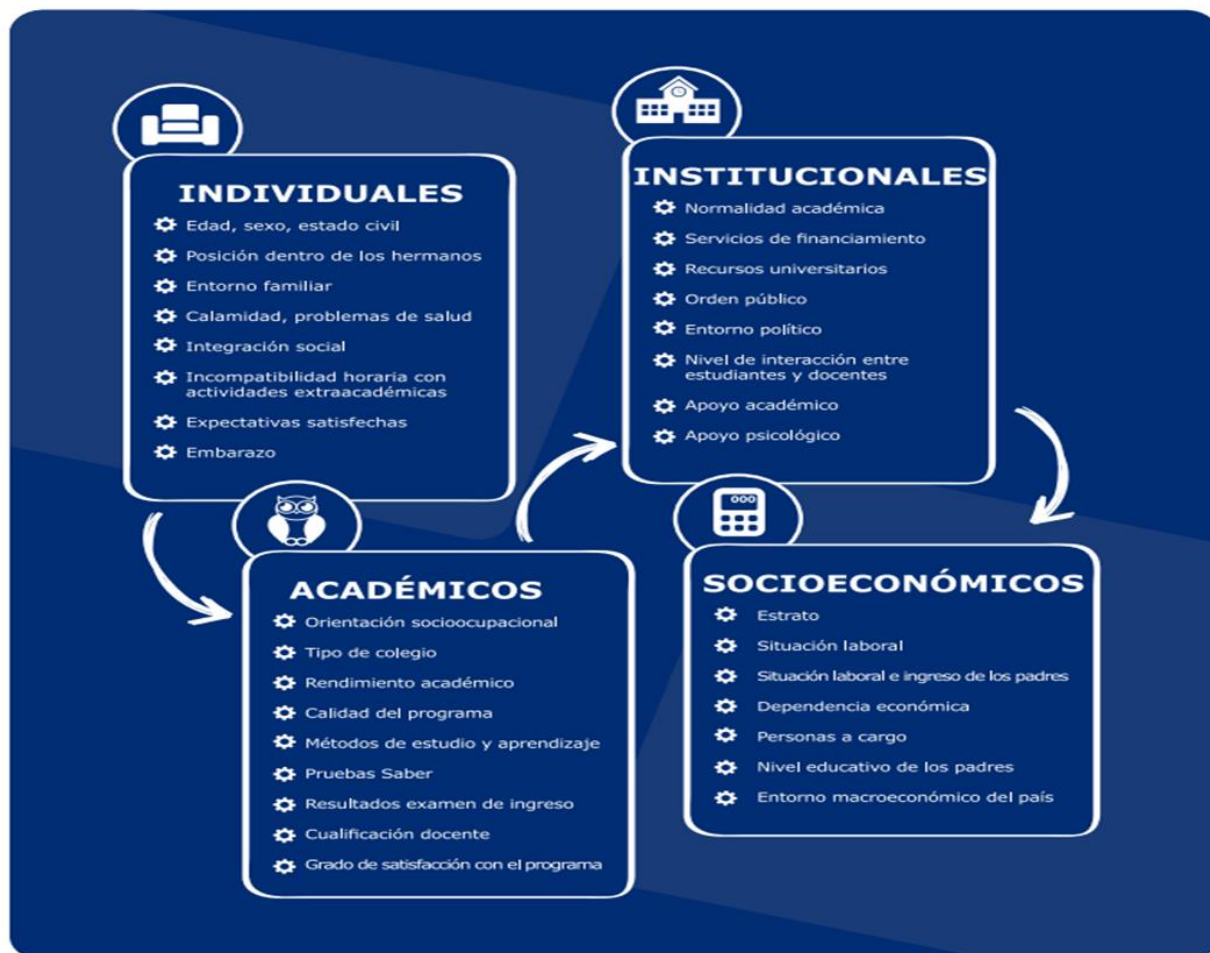 INDIVIDUALES
Edad, sexo, estado civil
Posición dentro de los hermanos
Entorno familiar
Calamidad, problemas de salud
Integración social
Incompatibilidad horaria con
actividades extraacadémicas
Expectativas satisfechas
Embarazo
ACADÉMICOS
Orientación socioocupacional
Tipo de colegio
Rendimiento académico
Calidad del programa
Métodos de estudio y aprendizaje
Pruebas Saber
Resultados examen de ingreso
Cualificación docente
Grado de satisfacción con el programa
INSTITUCIONALES
Normalidad académica
Servicios de financiamiento
Recursos universitarios
Orden público
Entorno político
Nivel de interacción entre
estudiantes y docentes
Apoyo académico
Apoyo psicológico
SOCIOECONÓMICOS
Estrato
Situación laboral
Situación laboral e ingreso de los padres
Dependencia económica
Personas a cargo
Nivel educativo de los padres
Entorno macroeconómico del país